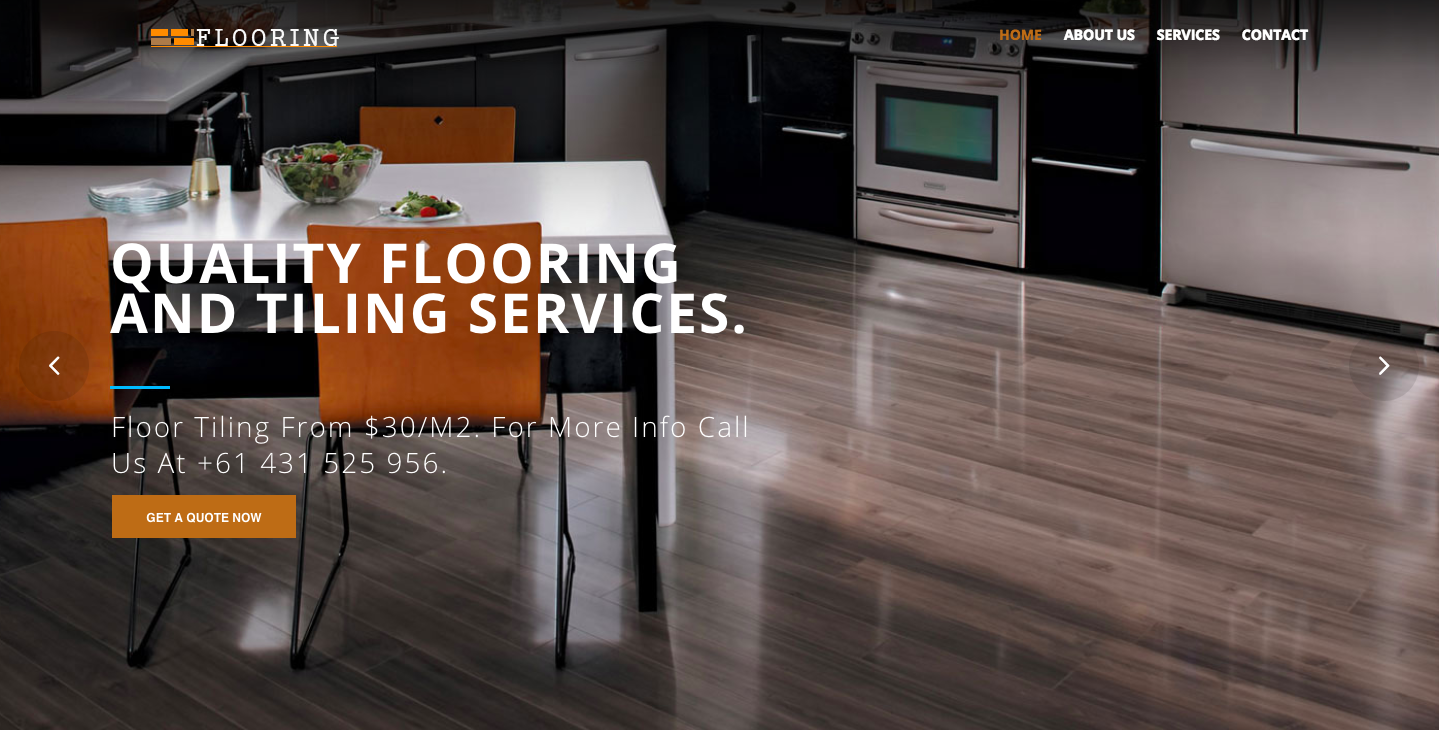 FLOORING
HOME ABOUT US SERVICES CONTACT
QUALITY FLOORING
AND TILING SERVICES.
Floor Tiling From $30/M2. For More Info Call
Us At +61 431 525 956.
GET A QUOTE NOW